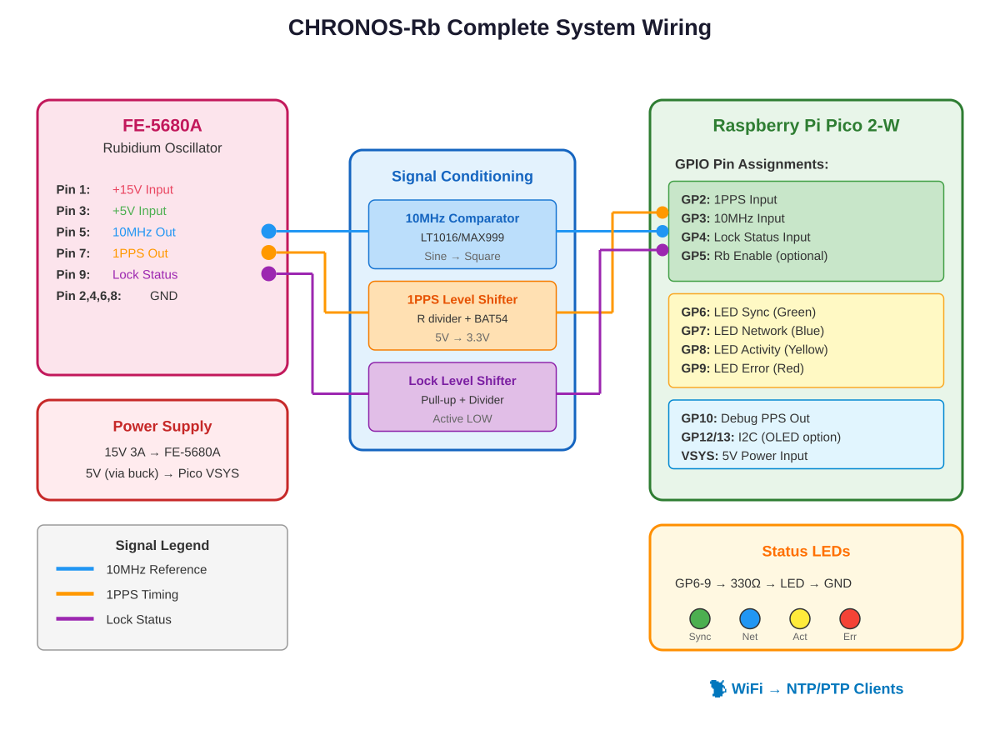 CHRONOS-Rb Complete System Wiring
FE-5680A
Rubidium Oscillator
Pin 1: +15V Input
Pin 3: +5V Input
Pin 5: 10MHz Out
Pin 7: 1PPS Out
Pin 9: Lock Status
Pin 2,4,6,8: GND
Power Supply
15V 3A → FE-5680A
5V (via buck) → Pico VSYS
Signal Legend
10MHz Reference
1PPS Timing
Lock Status
Signal Conditioning
10MHz Comparator
LT1016/MAX999
Sine → Square
1PPS Level Shifter
R divider + BAT54
5V → 3.3V
Lock Level Shifter
Pull-up + Divider
Active LOW
Raspberry Pi Pico 2-W
GPIO Pin Assignments:
GP2: 1PPS Input
GP3: 10MHz Input
GP4: Lock Status Input
GP5: Rb Enable (optional)
GP6: LED Sync (Green)
GP7: LED Network (Blue)
GP8: LED Activity (Yellow)
GP9: LED Error (Red)
GP10: Debug PPS Out
GP12/13: I2C (OLED option)
VSYS: 5V Power Input
Status LEDs
GP6-9 → 330Ω → LED → GND
Sync Net Act Err
WiFi → NTP/PTP Clients